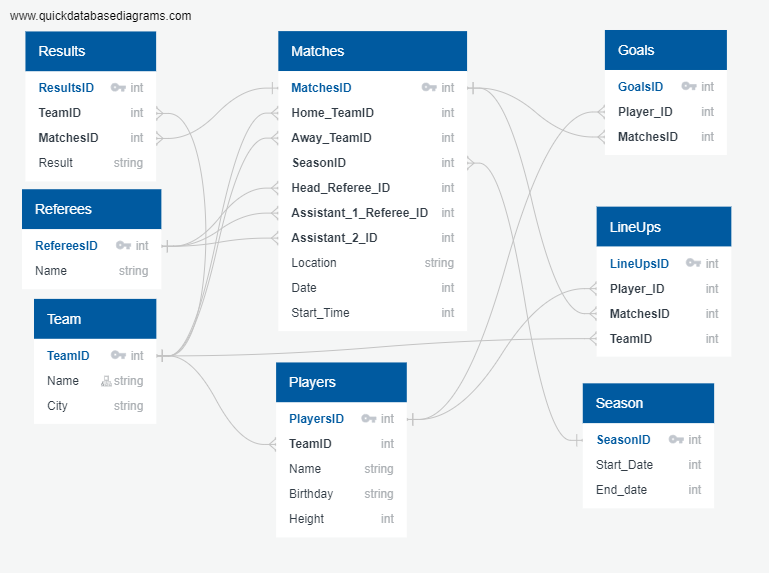 www.quickdatabasediagrams.com
Results
ResultsID int
TeamID int
MatchesID int
Result string
Referees
RefereesID int
Name string
Team
TeamID int
Name string
City string
Matches
MatchesID int
Home_TeamID int
Away_TeamID int
SeasonID int
Head_Referee_ID int
Assistant_1_Referee_ID int
Assistant_2_ID int
Location string
Date int
Start_Time int
Players
PlayersID int
TeamID int
Name string
Birthday string
Height int
Goals
GoalsID int
Player_ID int
MatchesID int
LineUps
LineUpsID int
Player_ID int
MatchesID int
TeamID int
Season
SeasonID int
Start_Date int
End_date int